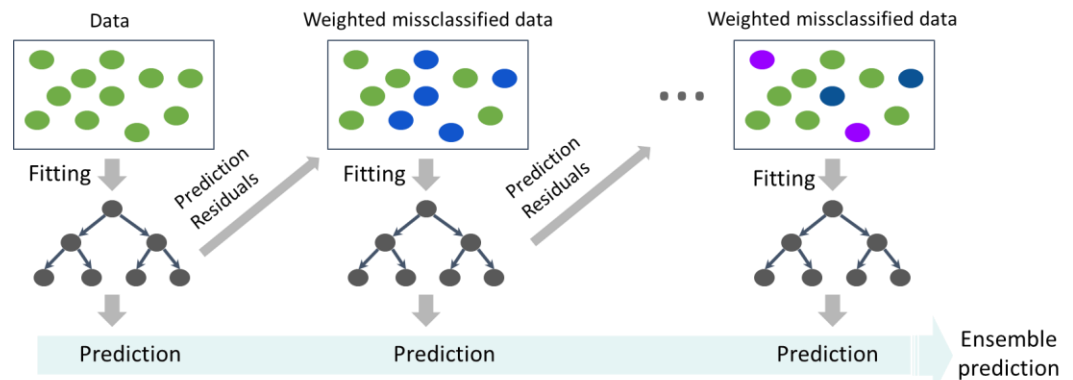 Data
Weighted missclassified data
Weighted missclassified data
Fitting
Prediction
Residuals
Fitting
Prediction
Residuals
Fitting
Prediction
Prediction
Prediction
Ensemble
prediction